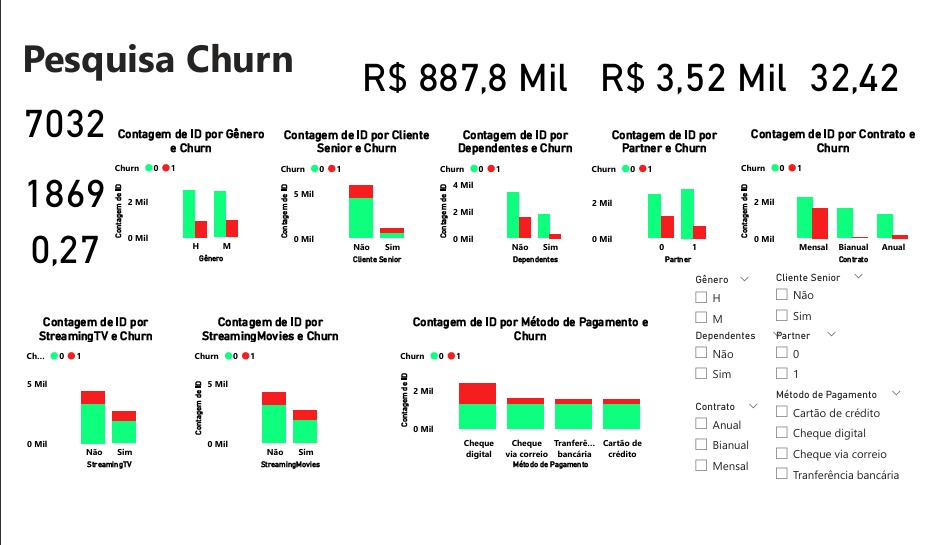 Pesquisa Churn
R$ 887,8 Mil
R$ 3,52 Mil
32,42
7032
1869
0,27
Contagem de ID por Gênero
e Churn
Churn 0 1
Contagem de ID
2 Mil
0 Mil
H M
Gênero
Contagem de ID por Cliente
Senior e Churn
Churn 0 1
Contagem de ID
5 Mil
0 Mil
Não Sim
Cliente Senior
Contagem de ID por
Dependentes e Churn
Churn 0 1
Contagem de ID
4 Mil
2 Mil
0 Mil
Não Sim
Dependentes
Contagem de ID por
Partner e Churn
Churn 0 1
Contagem de ID
2 Mil
0 Mil
0 1
Partner
Contagem de ID por Contrato e
Churn
Churn 0 1
Contagem de ID
2 Mil
0 Mil
Mensal Bianual Anual
Contrato
Contagem de ID por
StreamingTV e Churn
Ch... 0 1
5 Mil
0 Mil
Não Sim
StreamingTV
Contagem de ID por
StreamingMovies e Churn
Churn 0 1
Contagem de ID
5 Mil
0 Mil
Não Sim
StreamingMovies
Contagem de ID por Método de Pagamento e
Churn
Churn 0 1
Contagem de ID
2 Mil
0 Mil
Cheque
digital
Cheque
via correio
Tranferê...
bancária
Cartão de
crédito
Método de Pagamento
Gênero
H
M
Cliente Senior
Não
Sim
Dependentes
Não
Sim
Partner
0
1
Contrato
Anual
Bianual
Mensal
Método de Pagamento
Cartão de crédito
Cheque digital
Cheque via correio
Tranferência bancária